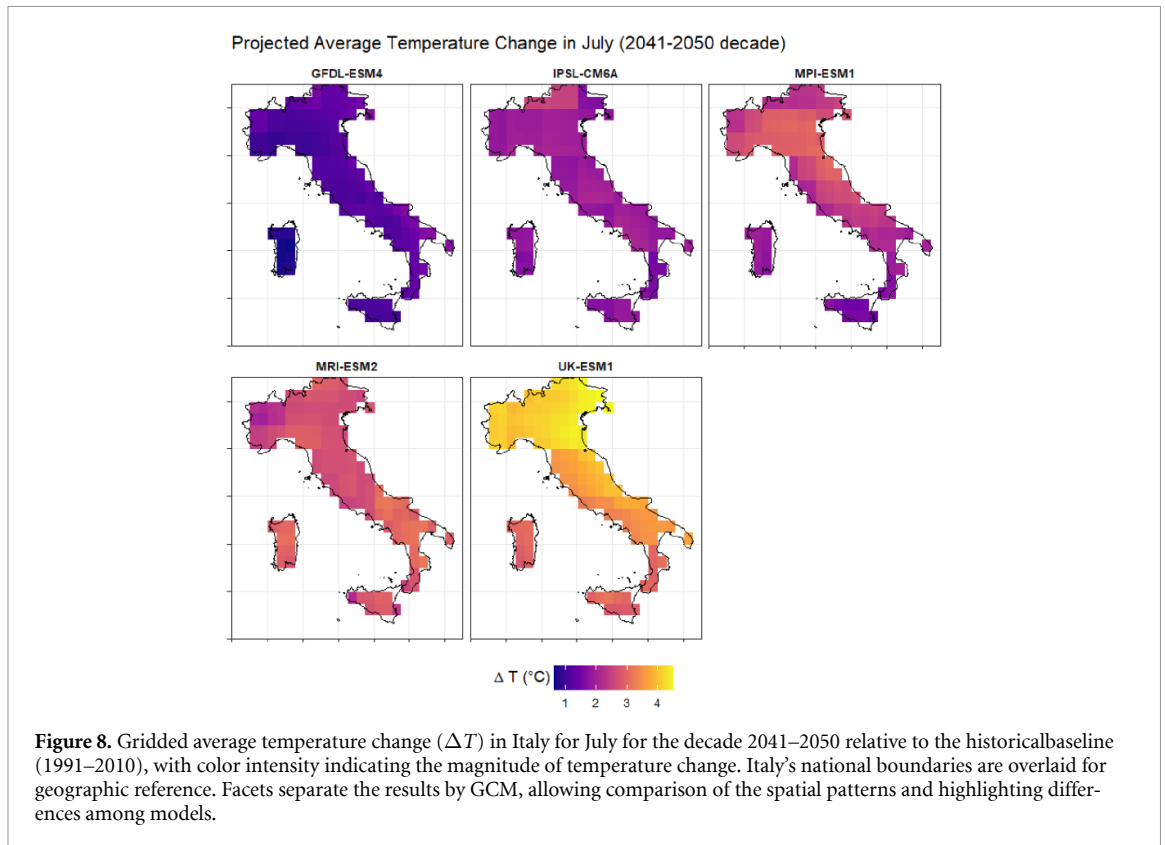 Projected Average Temperature Change in July (2041-2050 decade)
GFDL-ESM4
IPSL-CM6A
MPI-ESM1
MRI-ESM2
UK-ESM1
Δ T (°C)
1 2 3 4
Figure 8. Gridded average temperature change (ΔT) in Italy for July for the decade 2041–2050 relative to the historicalbaseline
(1991–2010), with color intensity indicating the magnitude of temperature change. Italy's national boundaries are overlaid for
geographic reference. Facets separate the results by GCM, allowing comparison of the spatial patterns and highlighting differ-
ences among models.